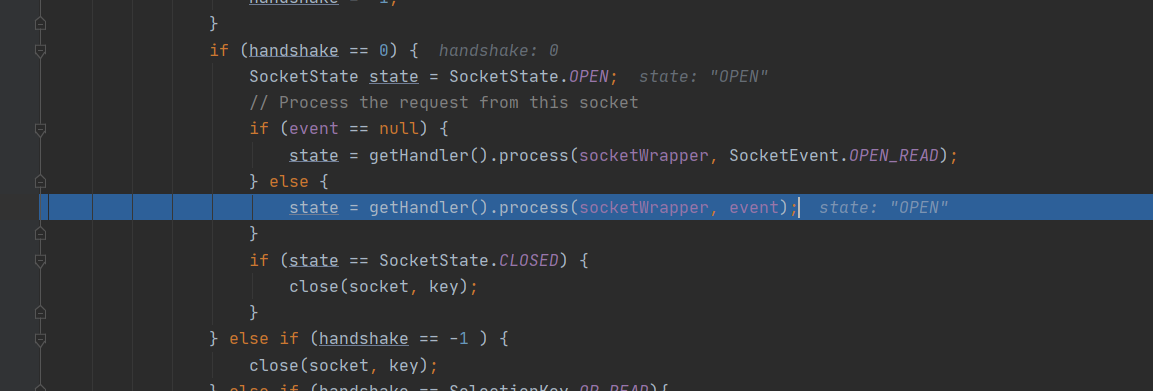 handshake = -1;
}
if (handshake == 0) { handshake: 0
SocketState state = SocketState.OPEN; state: "OPEN"
// Process the request from this socket
if (event == null) {
state = getHandler().process(socketWrapper, SocketEvent.OPEN_READ);
} else {
state = getHandler().process(socketWrapper, event); state: "OPEN"
}
if (state == SocketState.CLOSED) {
close(socket, key);
}
} else if (handshake == -1 ) {
close(socket, key);
} else if (handshake == SelectionKey.OP_READ){